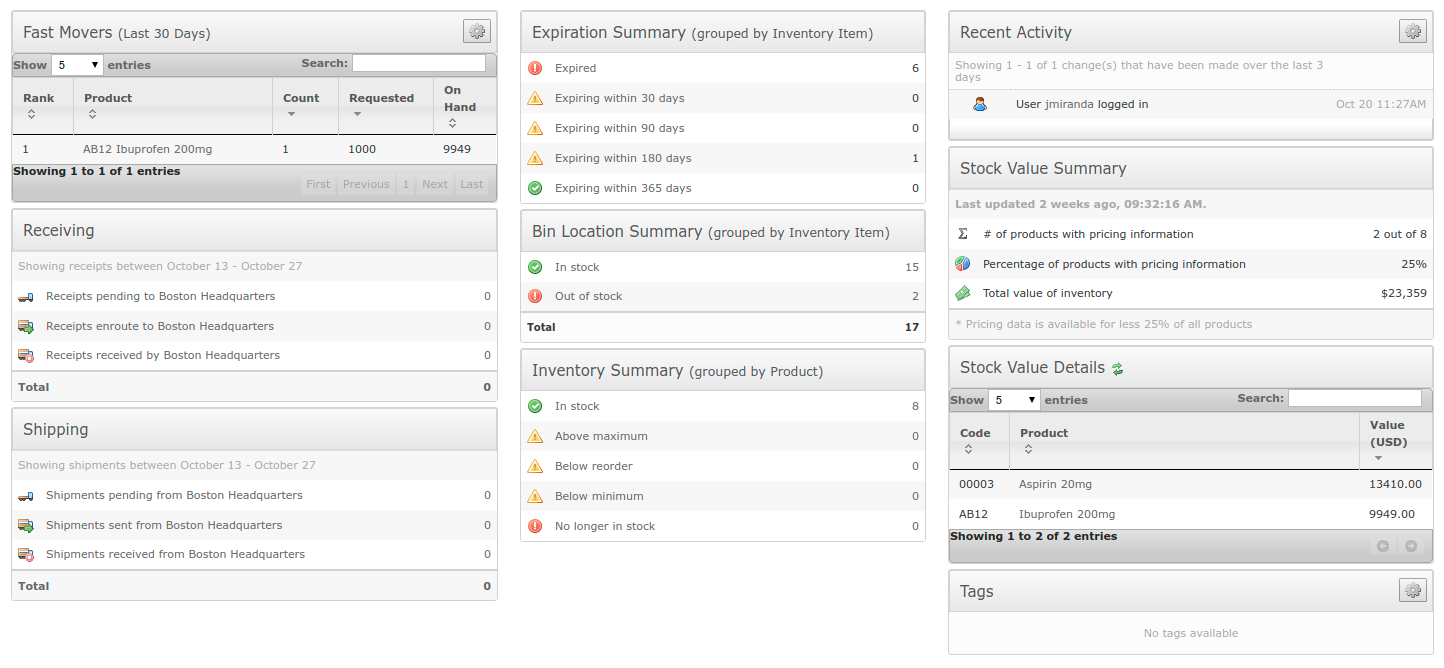 Fast Movers (Last 30 Days)
Show 5 entries Search:
Rank Product Count Requested On Hand
1 AB12 Ibuprofen 200mg 1 1000 9949
Showing 1 to 1 of 1 entries
First Previous 1 Next Last
Receiving
Showing receipts between October 13 - October 27
Receipts pending to Boston Headquarters 0
Receipts enroute to Boston Headquarters 0
Receipts received by Boston Headquarters 0
Total 0
Shipping
Showing shipments between October 13 - October 27
Shipments pending from Boston Headquarters 0
Shipments sent from Boston Headquarters 0
Shipments received from Boston Headquarters 0
Total 0
Expiration Summary (grouped by Inventory Item)
Expired 6
Expiring within 30 days 0
Expiring within 90 days 0
Expiring within 180 days 1
Expiring within 365 days 0
Bin Location Summary (grouped by Inventory Item)
In stock 15
Out of stock 2
Total 17
Inventory Summary (grouped by Product)
In stock 8
Above maximum 0
Below reorder 0
Below minimum 0
No longer in stock 0
Recent Activity
Showing 1 - 1 of 1 change(s) that have been made over the last 3
days
User jmiranda logged in Oct 20 11:27AM
Stock Value Summary
Last updated 2 weeks ago, 09:32:16 AM.
# of products with pricing information 2 out of 8
Percentage of products with pricing information 25%
Total value of inventory $23,359
* Pricing data is available for less 25% of all products
Stock Value Details
Show 5 entries Search:
Code Product Value (USD)
00003 Aspirin 20mg 13410.00
AB12 Ibuprofen 200mg 9949.00
Showing 1 to 2 of 2 entries
Tags
No tags available